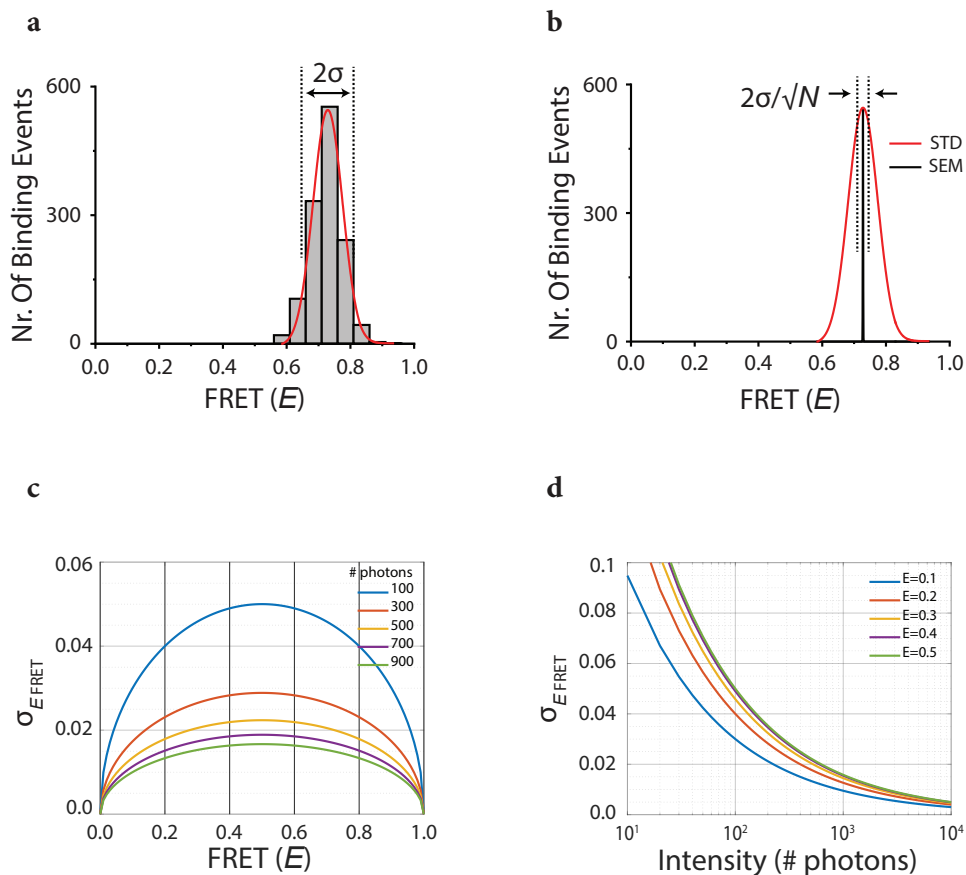 a
2σ
600
300
0
Nr. Of Binding Events
0.0 0.2 0.4 0.6 0.8 1.0
FRET (E)
b
2σ/√N
STD
SEM
600
300
0
Nr. Of Binding Events
0.0 0.2 0.4 0.6 0.8 1.0
FRET (E)
c
0.06
0.04
0.02
0.0
σE FRET
# photons
100
300
500
700
900
0.0 0.2 0.4 0.6 0.8 1.0
FRET (E)
d
0.1
0.08
0.06
0.04
0.02
0.0
σE FRET
E=0.1
E=0.2
E=0.3
E=0.4
E=0.5
10¹ 10² 10³ 10⁴
Intensity (# photons)